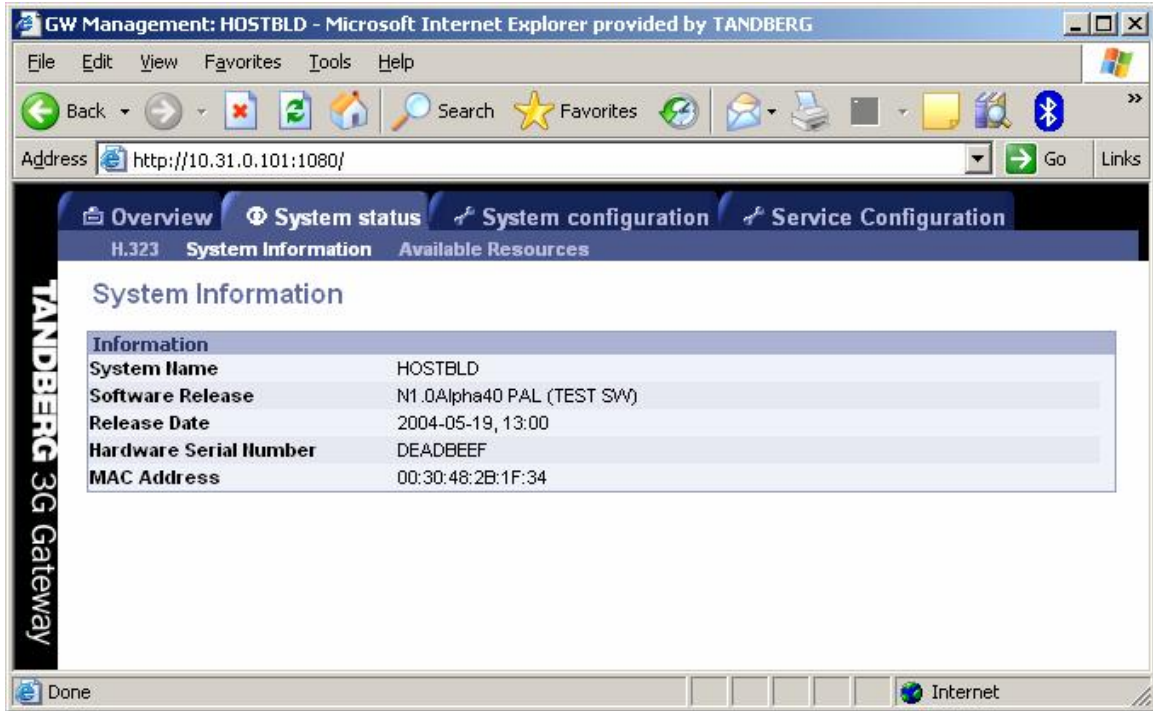 GW Management: HOSTBLD - Microsoft Internet Explorer provided by TANDBERG
File Edit View Favorites Tools Help
Back Search Favorites »
Address http://10.31.0.101:1080/ Go Links
Overview System status System configuration Service Configuration
H.323 System Information Available Resources
TANDBERG 3G Gateway
System Information
Information
System Name HOSTBLD
Software Release N1.0Alpha40 PAL (TEST SW)
Release Date 2004-05-19, 13:00
Hardware Serial Number DEADBEEF
MAC Address 00:30:48:2B:1F:34
Done Internet